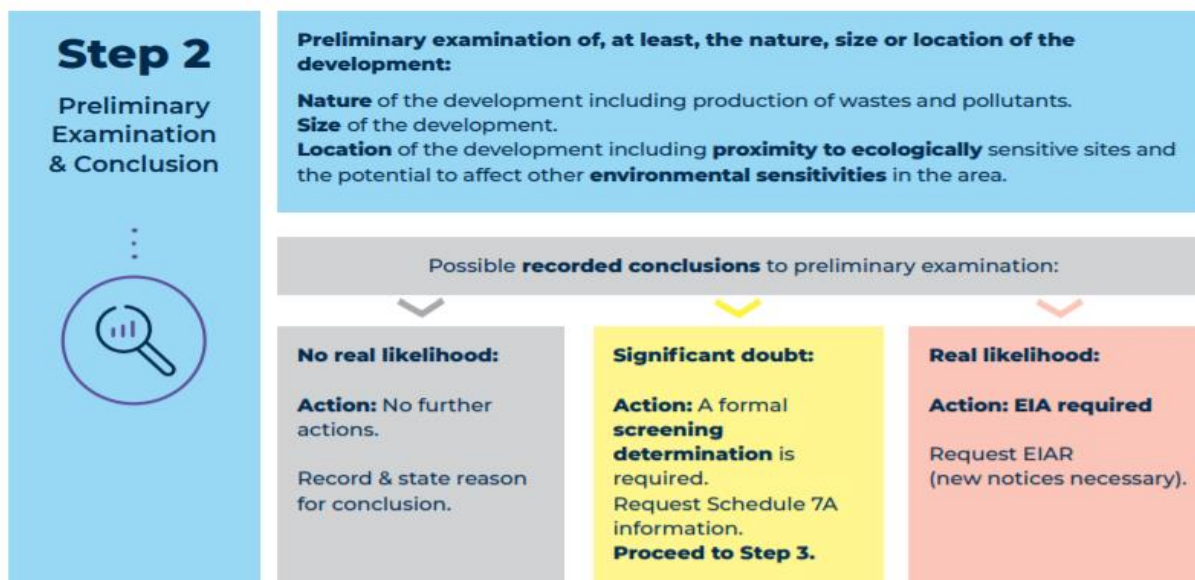 Step 2
Preliminary
Examination
& Conclusion
Preliminary examination of, at least, the nature, size or location of the
development:
Nature of the development including production of wastes and pollutants.
Size of the development.
Location of the development including proximity to ecologically sensitive sites and
the potential to affect other environmental sensitivities in the area.
Possible recorded conclusions to preliminary examination:
No real likelihood:
Action: No further
actions.
Record & state reason
for conclusion.
Significant doubt:
Action: A formal
screening
determination is
required.
Request Schedule 7A
information.
Proceed to Step 3.
Real likelihood:
Action: EIA required
Request EIAR
(new notices necessary).